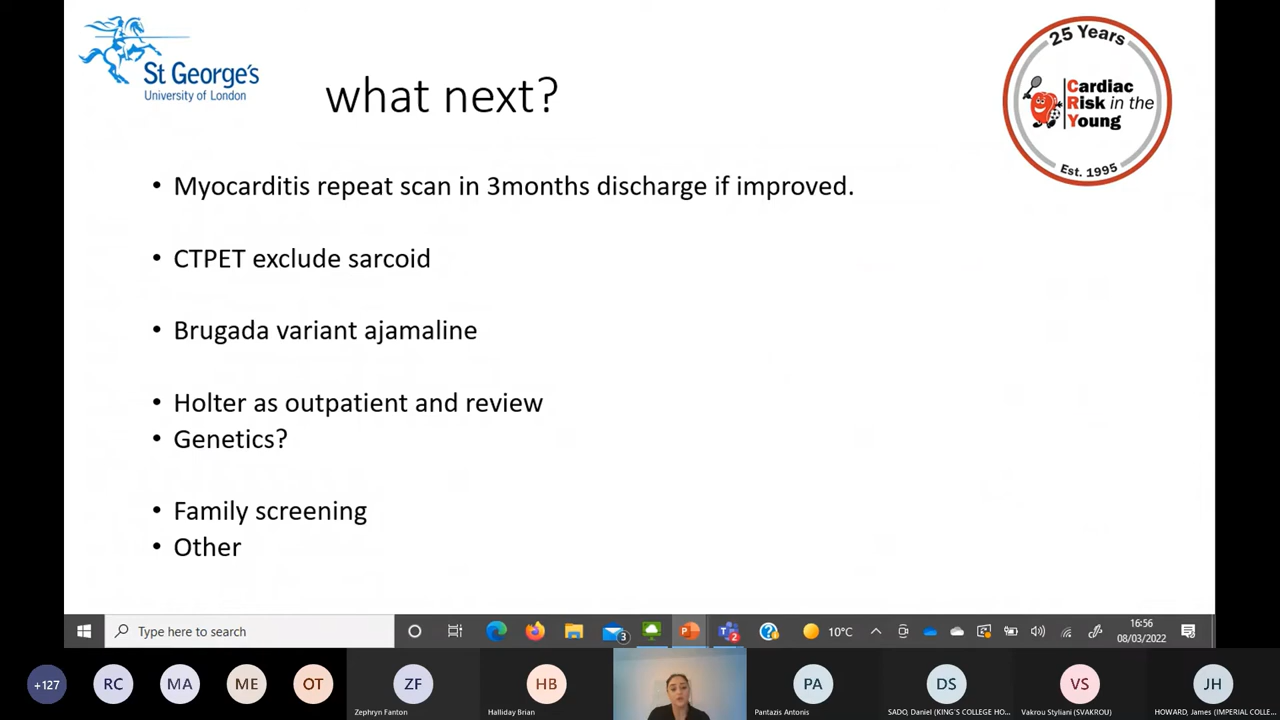 St George's
University of London
what next?
25 Years
Cardiac
Risk in the
Young
Est. 1995
• Myocarditis repeat scan in 3months discharge if improved.
• CTPET exclude sarcoid
• Brugada variant ajamaline
• Holter as outpatient and review
• Genetics?
• Family screening
• Other
Type here to search
3
2
10°C
16:56
08/03/2022
+127
RC
MA
ME
OT
ZF
Zephryn Fanton
HB
Halliday Brian
PA
Pantazis Antonis
DS
SADO, Daniel (KING'S COLLEGE HO...
VS
Vakrou Styliani (SVAKROU)
JH
HOWARD, James (IMPERIAL COLLE...